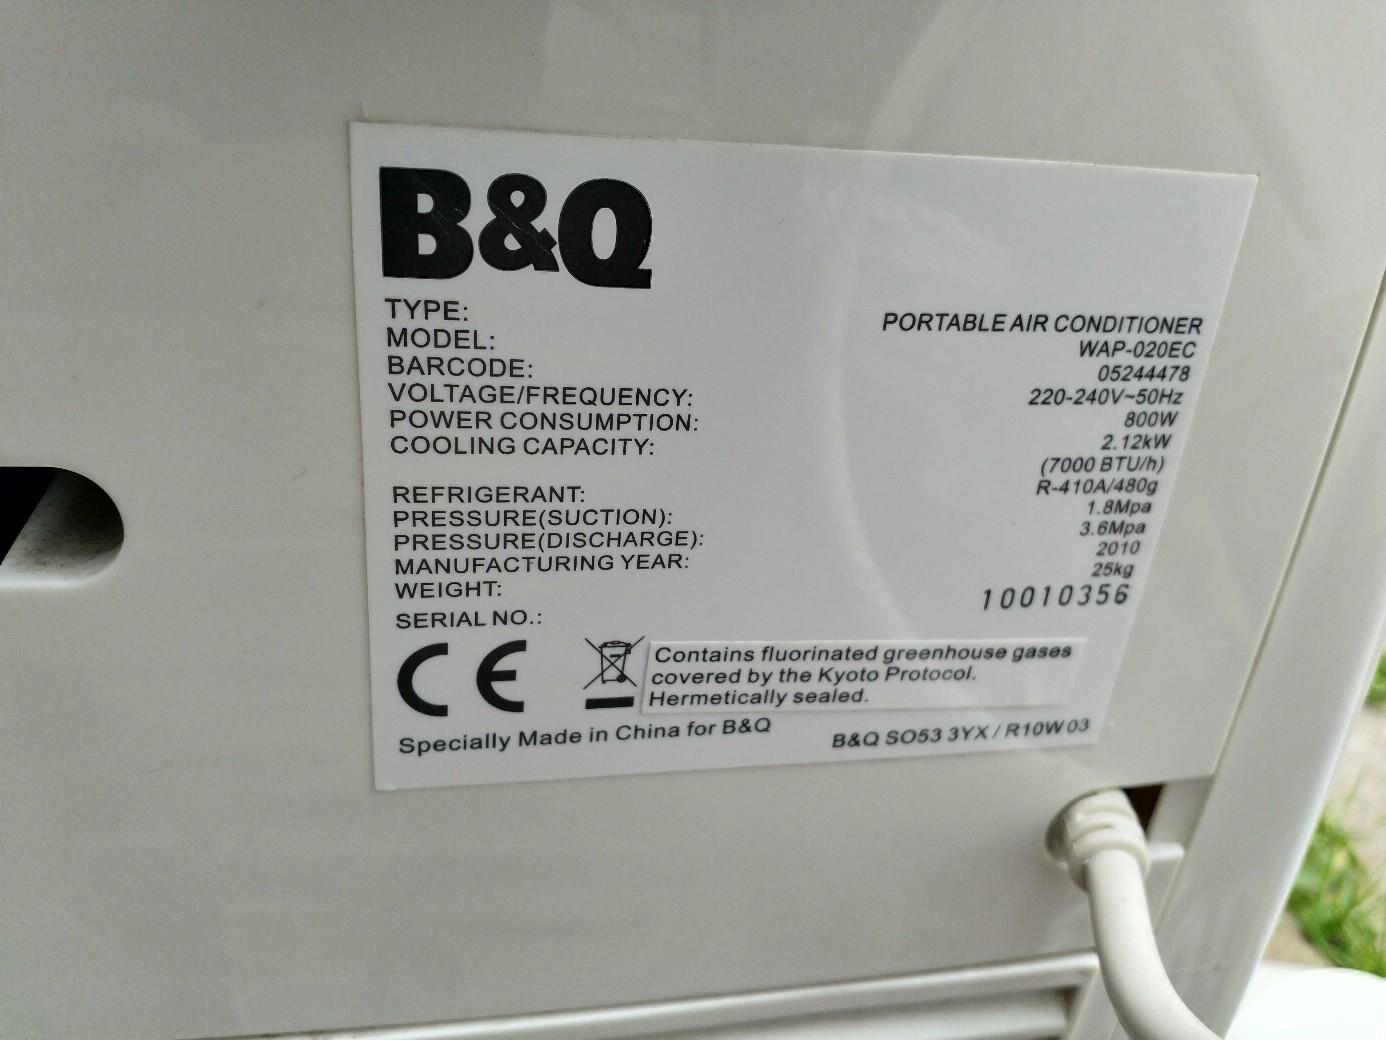 B&Q
TYPE: PORTABLE AIR CONDITIONER
MODEL: WAP-020EC
BARCODE: 05244478
VOLTAGE/FREQUENCY: 220-240V~50Hz
POWER CONSUMPTION: 800W
COOLING CAPACITY: 2.12kW
(7000 BTU/h)
REFRIGERANT: R-410A/480g
PRESSURE(SUCTION): 1.8Mpa
PRESSURE(DISCHARGE): 3.6Mpa
MANUFACTURING YEAR: 2010
WEIGHT: 25kg
SERIAL NO.: 10010356
CE
Contains fluorinated greenhouse gases
covered by the Kyoto Protocol.
Hermetically sealed.
Specially Made in China for B&Q
B&Q SO53 3YX / R10W 03